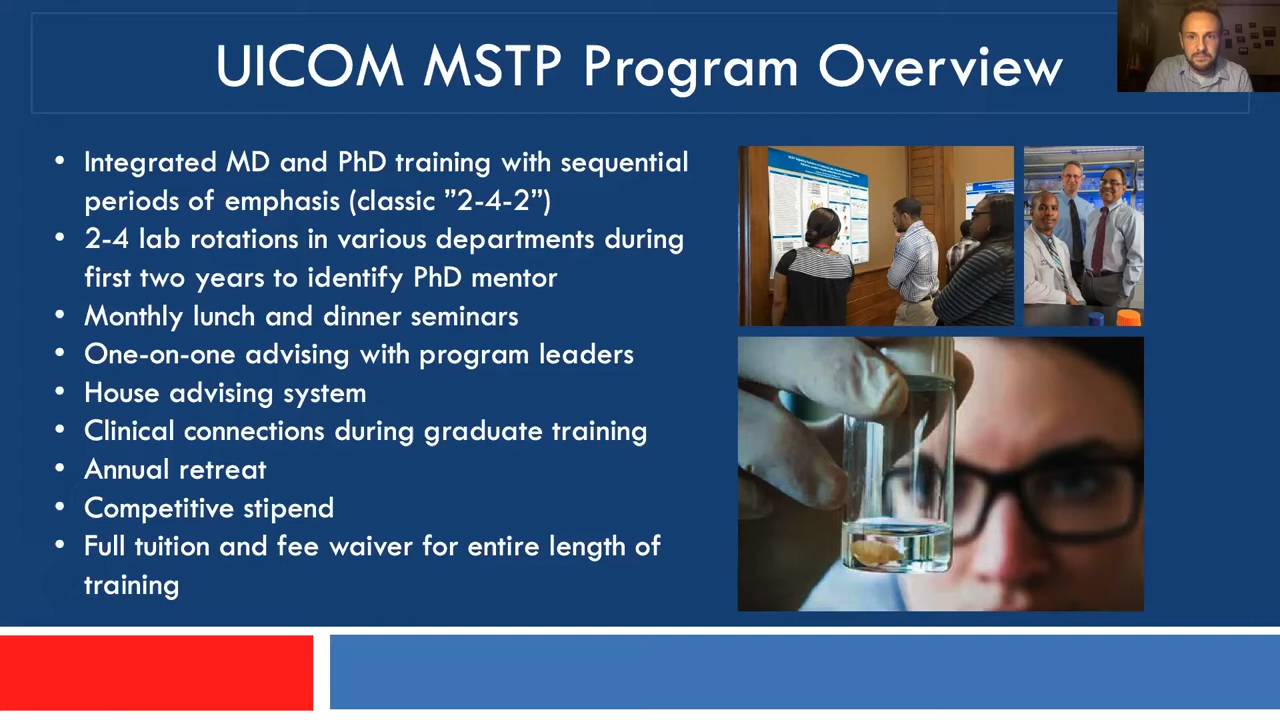 UICOM MSTP Program Overview
• Integrated MD and PhD training with sequential
periods of emphasis (classic ”2-4-2”)
• 2-4 lab rotations in various departments during
first two years to identify PhD mentor
• Monthly lunch and dinner seminars
• One-on-one advising with program leaders
• House advising system
• Clinical connections during graduate training
• Annual retreat
• Competitive stipend
• Full tuition and fee waiver for entire length of
training